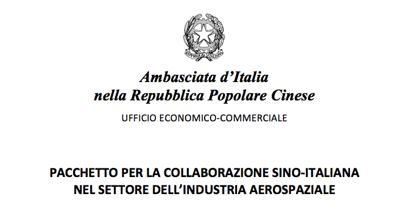 Ambasciata d'Italia
nella Repubblica Popolare Cinese
UFFICIO ECONOMICO-COMMERCIALE
PACCHETTO PER LA COLLABORAZIONE SINO-ITALIANA
NEL SETTORE DELL'INDUSTRIA AEROSPAZIALE